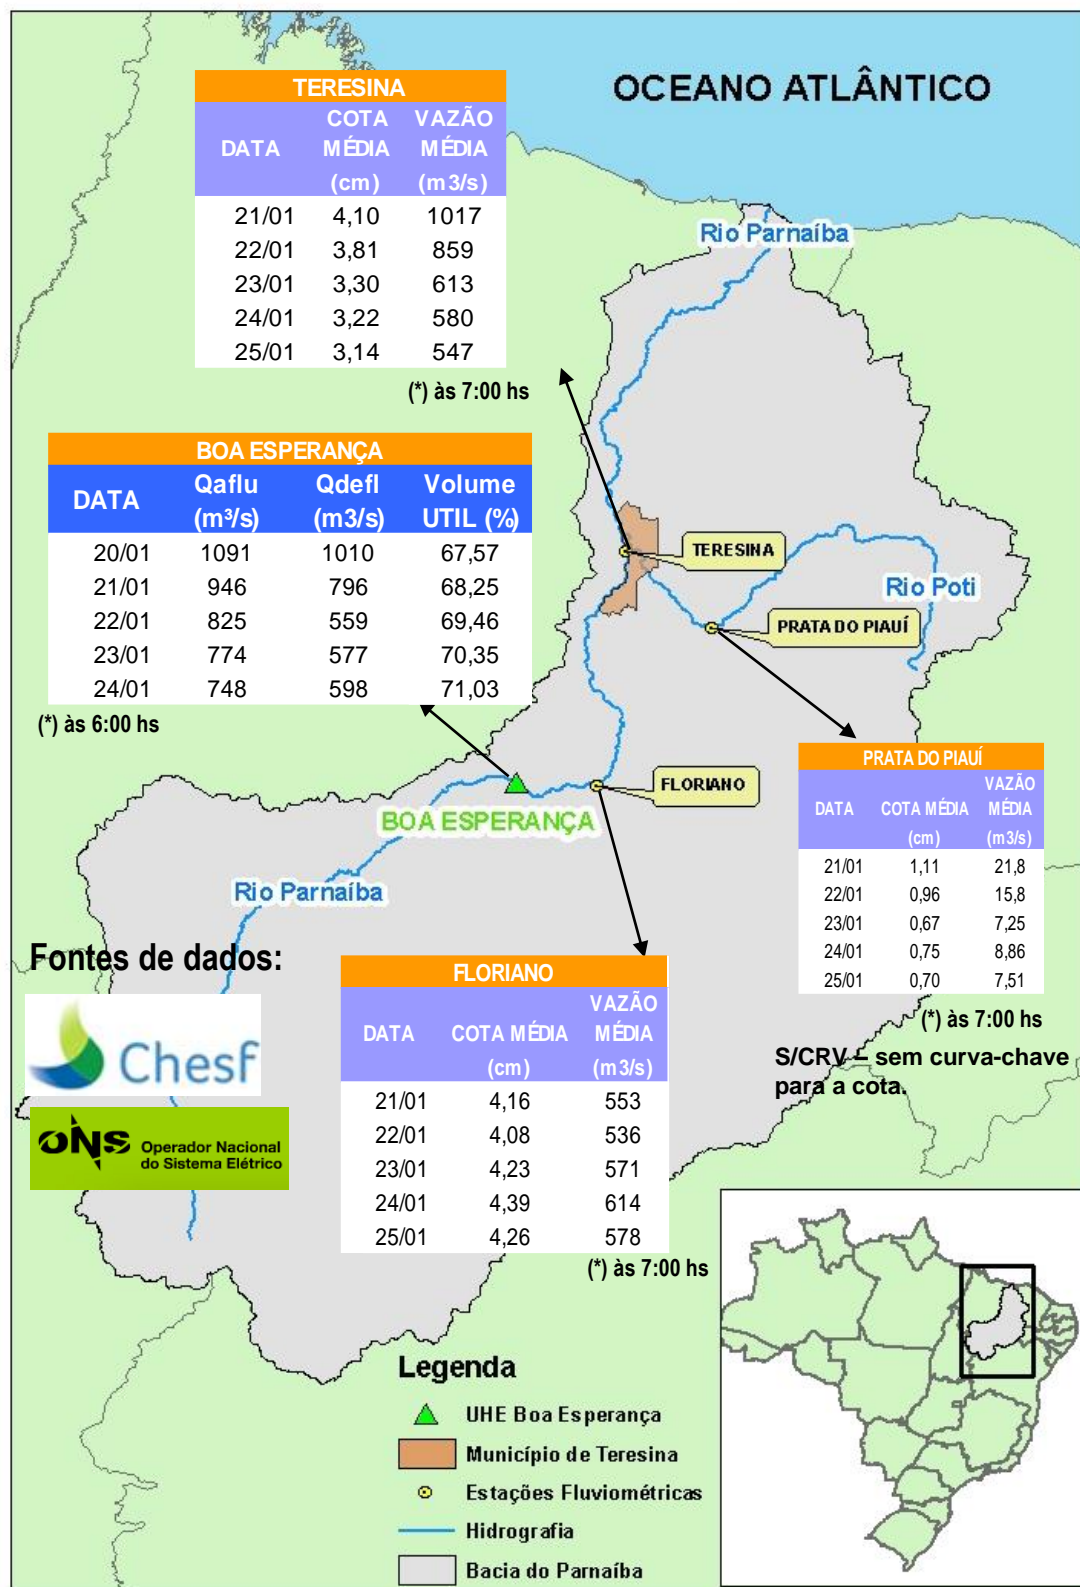 OCEANO ATLÂNTICO
TERESINA
DATA COTA MÉDIA (cm) VAZÃO MÉDIA (m3/s)
21/01 4,10 1017
22/01 3,81 859
23/01 3,30 613
24/01 3,22 580
25/01 3,14 547
(*) às 7:00 hs
Rio Parnaíba
BOA ESPERANÇA
DATA Qaflu (m³/s) Qdefl (m3/s) Volume UTIL (%)
20/01 1091 1010 67,57
21/01 946 796 68,25
22/01 825 559 69,46
23/01 774 577 70,35
24/01 748 598 71,03
(*) às 6:00 hs
TERESINA
Rio Poti
PRATA DO PIAUÍ
FLORIANO
BOA ESPERANÇA
Rio Parnaíba
PRATA DO PIAUÍ
DATA COTA MÉDIA (cm) VAZÃO MÉDIA (m3/s)
21/01 1,11 21,8
22/01 0,96 15,8
23/01 0,67 7,25
24/01 0,75 8,86
25/01 0,70 7,51
(*) às 7:00 hs
S/CRV – sem curva-chave
para a cota.
Fontes de dados:
Chesf
ONS Operador Nacional
do Sistema Elétrico
FLORIANO
DATA COTA MÉDIA (cm) VAZÃO MÉDIA (m3/s)
21/01 4,16 553
22/01 4,08 536
23/01 4,23 571
24/01 4,39 614
25/01 4,26 578
(*) às 7:00 hs
Legenda
UHE Boa Esperança
Município de Teresina
Estações Fluviométricas
Hidrografia
Bacia do Parnaíba